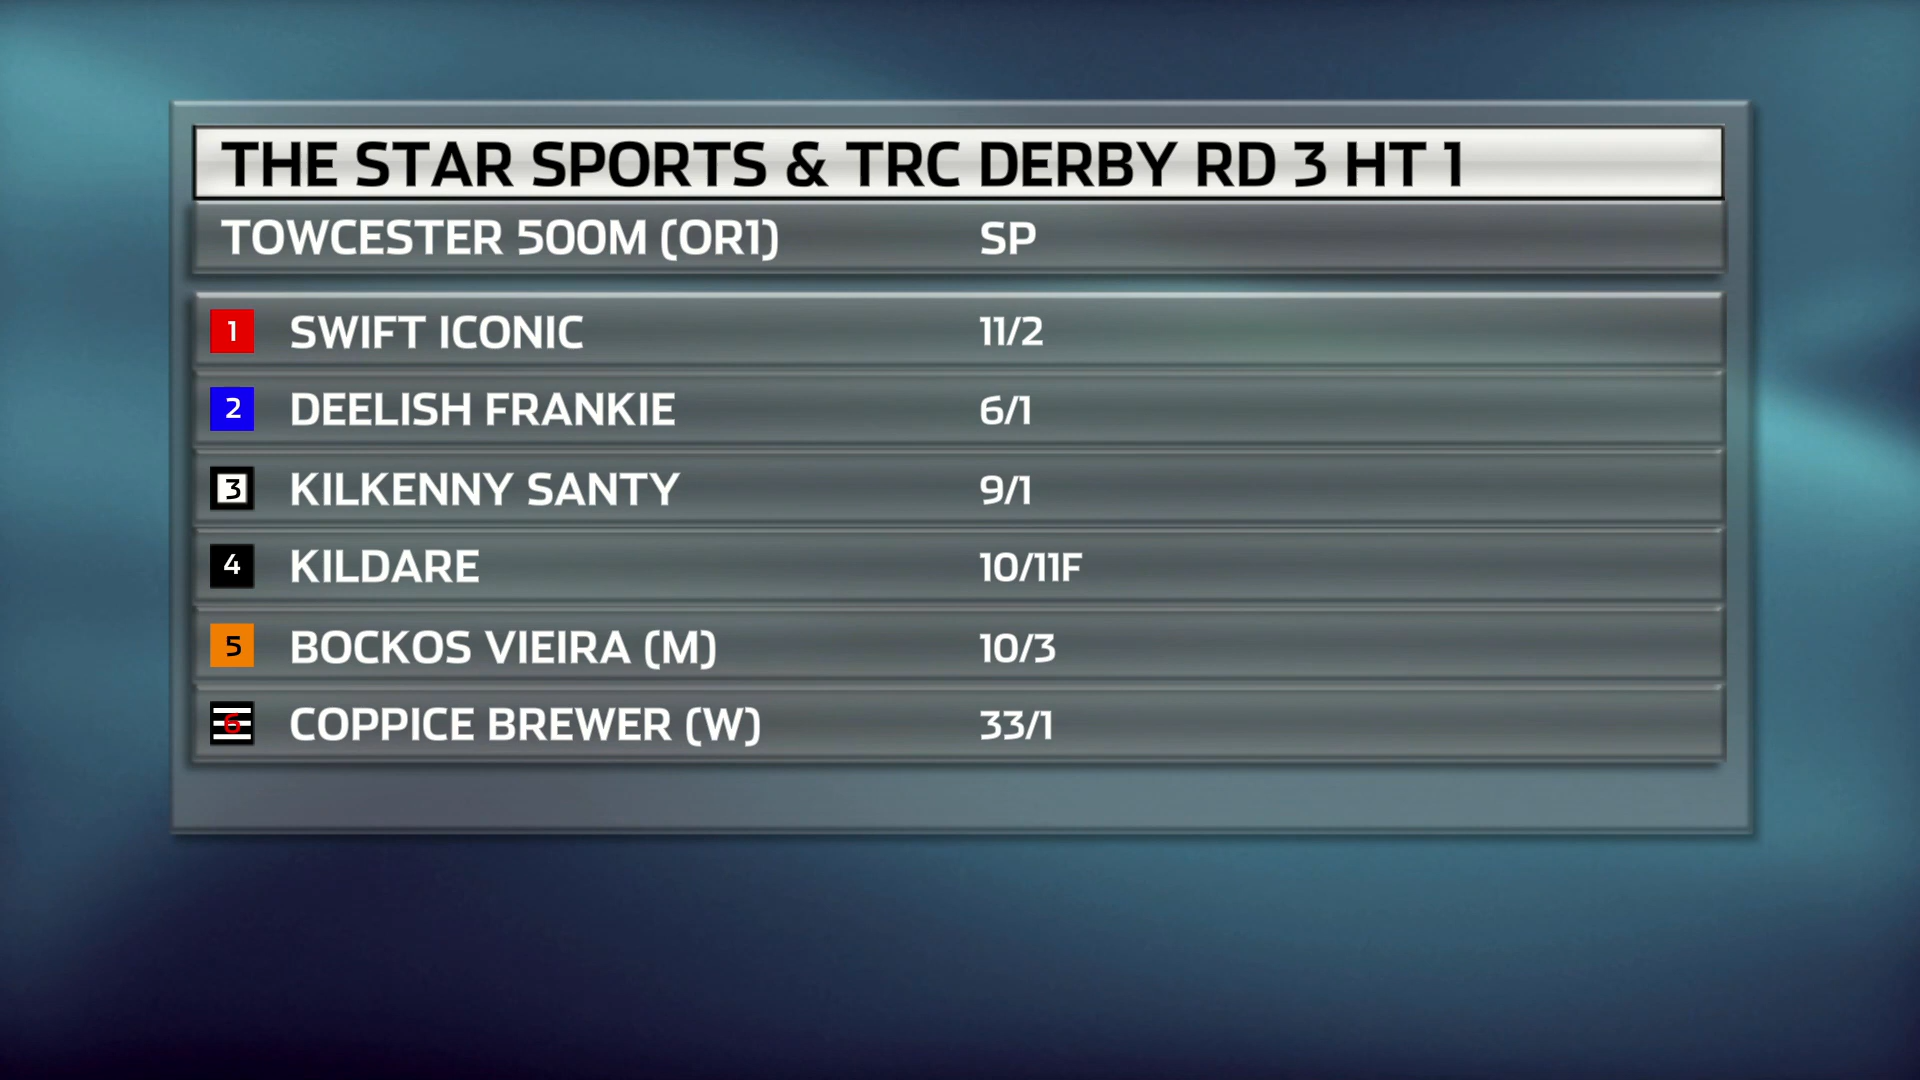 THE STAR SPORTS & TRC DERBY RD 3 HT 1
TOWCESTER 500M (OR1) SP
1 SWIFT ICONIC 11/2
2 DEELISH FRANKIE 6/1
3 KILKENNY SANTY 9/1
4 KILDARE 10/11F
5 BOCKOS VIEIRA (M) 10/3
6 COPPICE BREWER (W) 33/1